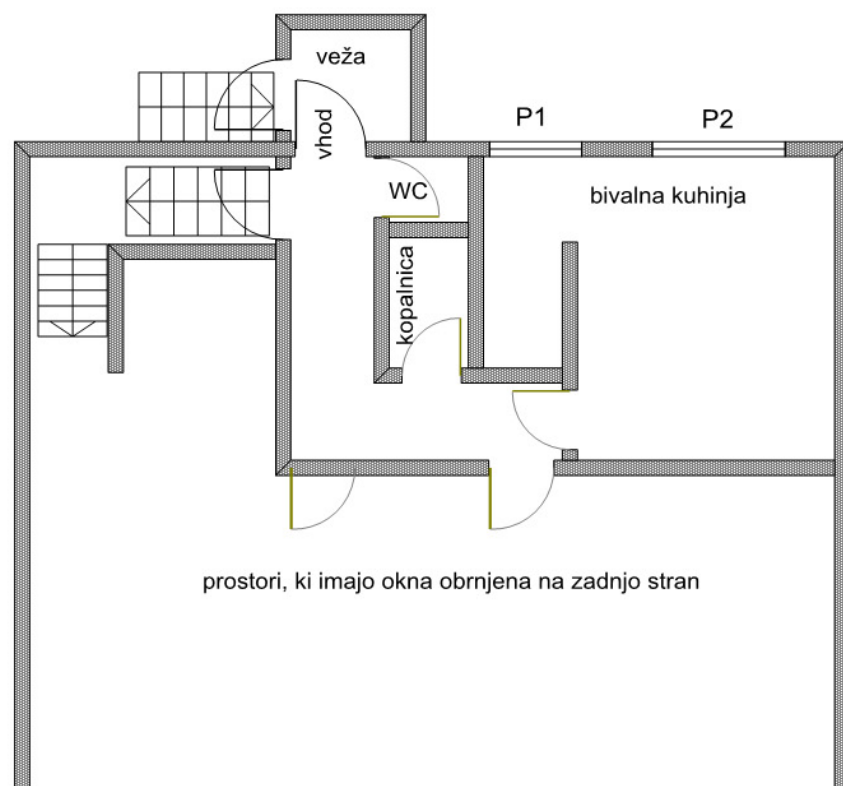 veža
vhod
P1
P2
WC
bivalna kuhinja
kopalnica
prostori, ki imajo okna obrnjena na zadnjo stran